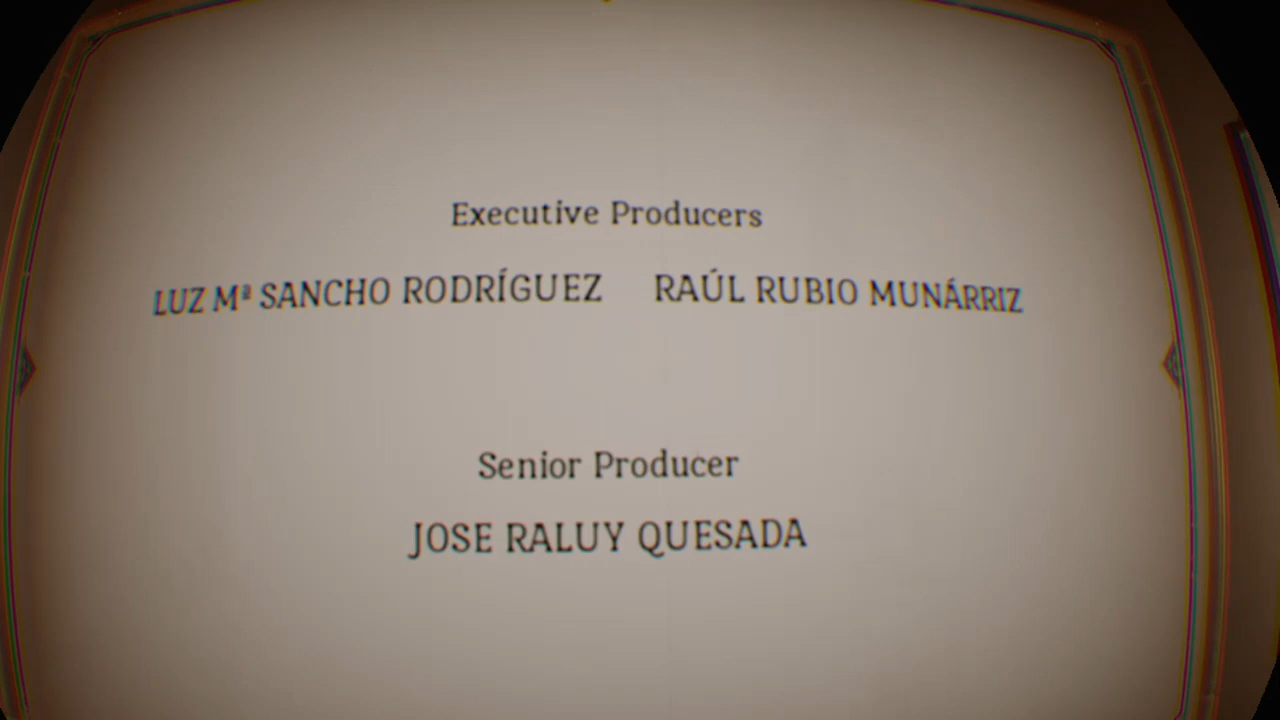 Executive Producers
LUZ Mª SANCHO RODRÍGUEZ RAÚL RUBIO MUNÁRRIZ
Senior Producer
JOSE RALUY QUESADA